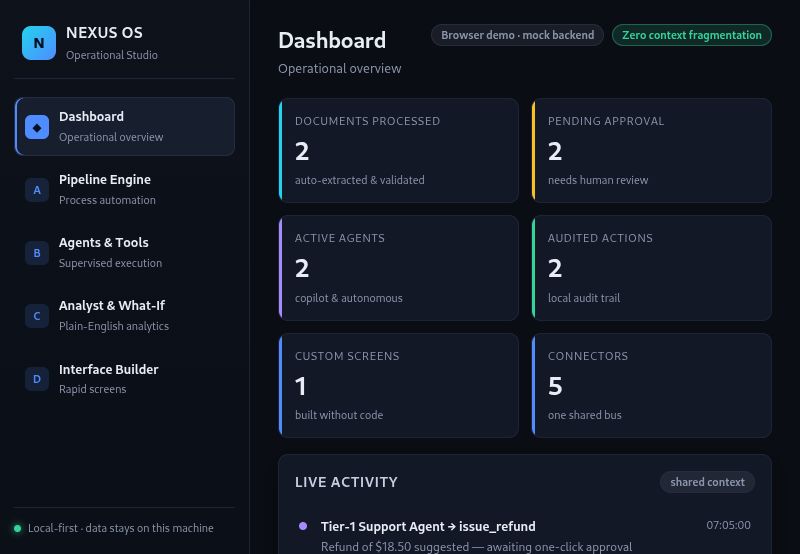 N
NEXUS OS
Operational Studio
◆
Dashboard
Operational overview
A
Pipeline Engine
Process automation
B
Agents & Tools
Supervised execution
C
Analyst & What-If
Plain-English analytics
D
Interface Builder
Rapid screens
Local-first · data stays on this machine
Dashboard
Operational overview
Browser demo · mock backend
Zero context fragmentation
DOCUMENTS PROCESSED
2
auto-extracted & validated
PENDING APPROVAL
2
needs human review
ACTIVE AGENTS
2
copilot & autonomous
AUDITED ACTIONS
2
local audit trail
CUSTOM SCREENS
1
built without code
CONNECTORS
5
one shared bus
LIVE ACTIVITY
shared context
Tier-1 Support Agent → issue_refund
07:05:00
Refund of $18.50 suggested — awaiting one-click approval